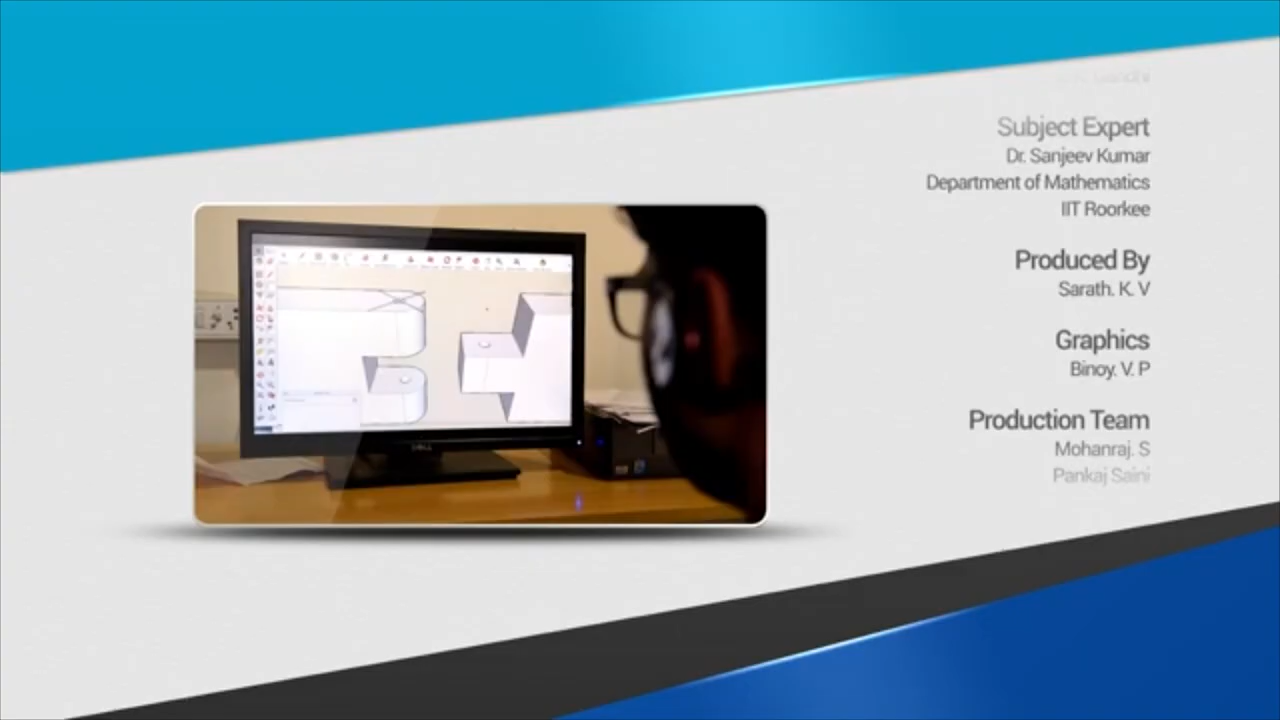 Subject Expert
Dr. Sanjeev Kumar
Department of Mathematics
IIT Roorkee
Produced By
Sarath. K. V
Graphics
Binoy. V. P
Production Team
Mohanraj. S
Pankaj Saini
DELL